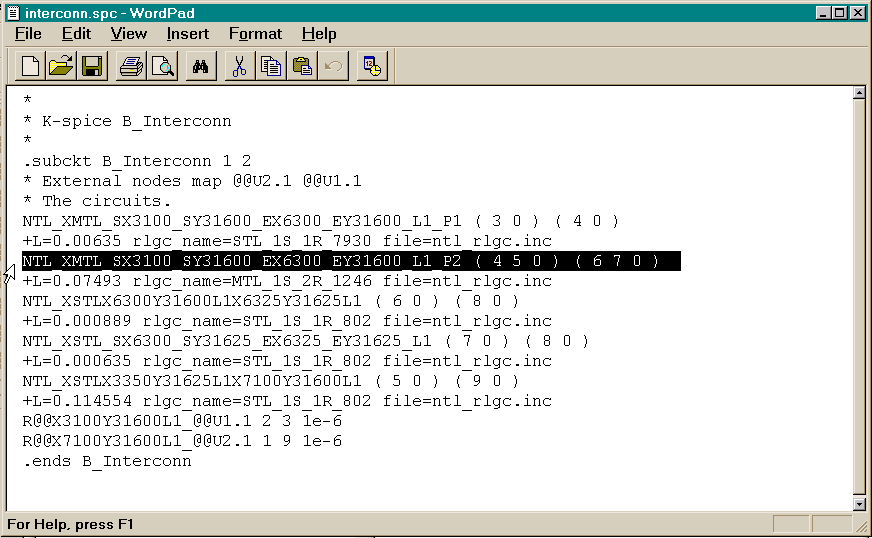 interconn.spc - WordPad
File Edit View Insert Format Help
*
* K-spice B_Interconn
*
.subckt B_Interconn 1 2
* External nodes map @@U2.1 @@U1.1
* The circuits.
NTL_XMTL_SX3100_SY31600_EX6300_EY31600_L1_P1 ( 3 0 ) ( 4 0 )
+L=0.00635 rlgc_name=STL_1S_1R_7930 file=ntl_rlgc.inc
NTL_XMTL_SX3100_SY31600_EX6300_EY31600_L1_P2 ( 4 5 0 ) ( 6 7 0 )
+L=0.07493 rlgc_name=MTL_1S_2R_1246 file=ntl_rlgc.inc
NTL_XSTLX6300Y31600L1X6325Y31625L1 ( 6 0 ) ( 8 0 )
+L=0.000889 rlgc_name=STL_1S_1R_802 file=ntl_rlgc.inc
NTL_XSTL_SX6300_SY31625_EX6325_EY31625_L1 ( 7 0 ) ( 8 0 )
+L=0.000635 rlgc_name=STL_1S_1R_802 file=ntl_rlgc.inc
NTL_XSTLX3350Y31625L1X7100Y31600L1 ( 5 0 ) ( 9 0 )
+L=0.114554 rlgc_name=STL_1S_1R_802 file=ntl_rlgc.inc
R@@X3100Y31600L1_@@U1.1 2 3 1e-6
R@@X7100Y31600L1_@@U2.1 1 9 1e-6
.ends B_Interconn
For Help, press F1